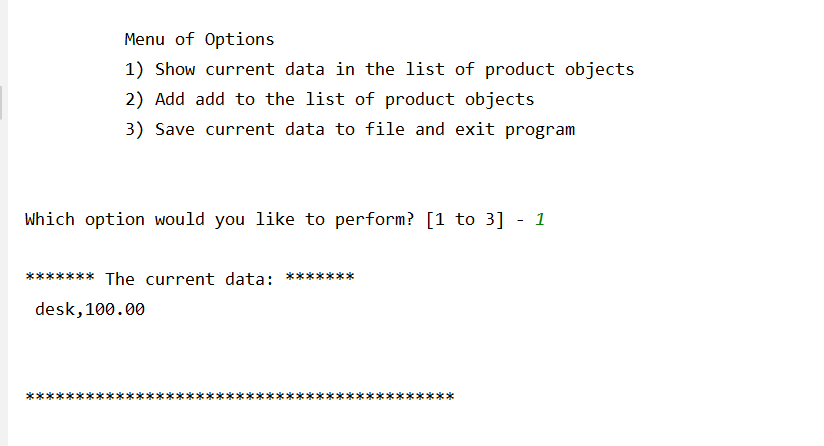 Menu of Options
1) Show current data in the list of product objects
2) Add add to the list of product objects
3) Save current data to file and exit program
Which option would you like to perform? [1 to 3] - 1
******* The current data: *******
desk,100.00
*******************************************